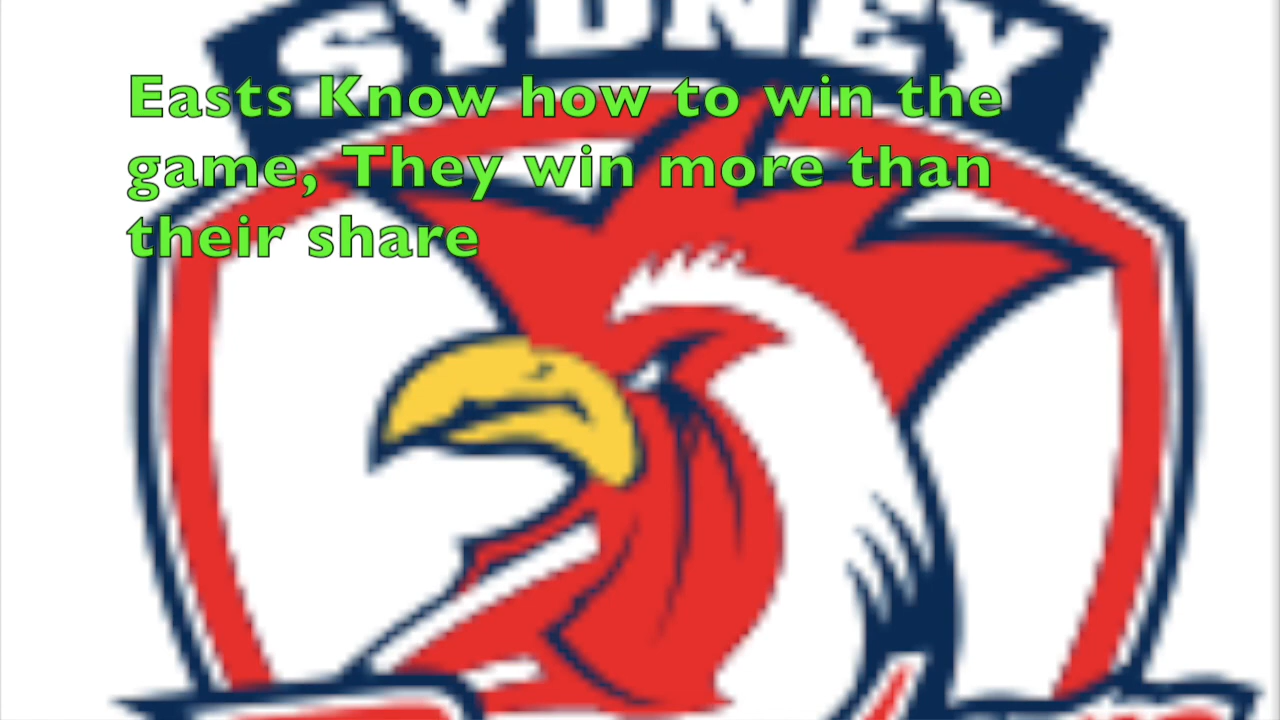 SYDNEY
Easts Know how to win the
game, They win more than
their share